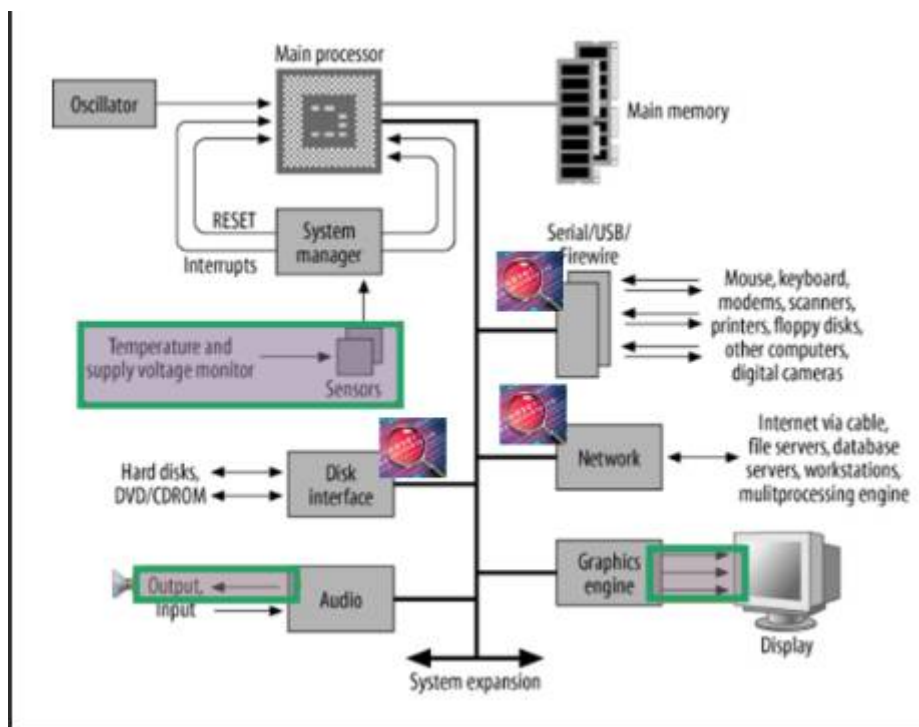 Main processor
Oscillator
Main memory
RESET
Interrupts
System
manager
Serial/USB/
Firewire
Mouse, keyboard,
modems, scanners,
printers, floppy disks,
other computers,
digital cameras
Temperature and
supply voltage monitor
Sensors
Hard disks,
DVD/CDROM
Disk
interface
Network
Internet via cable,
file servers, database
servers, workstations,
mulitprocessing engine
Output,
Input
Audio
Graphics
engine
Display
System expansion